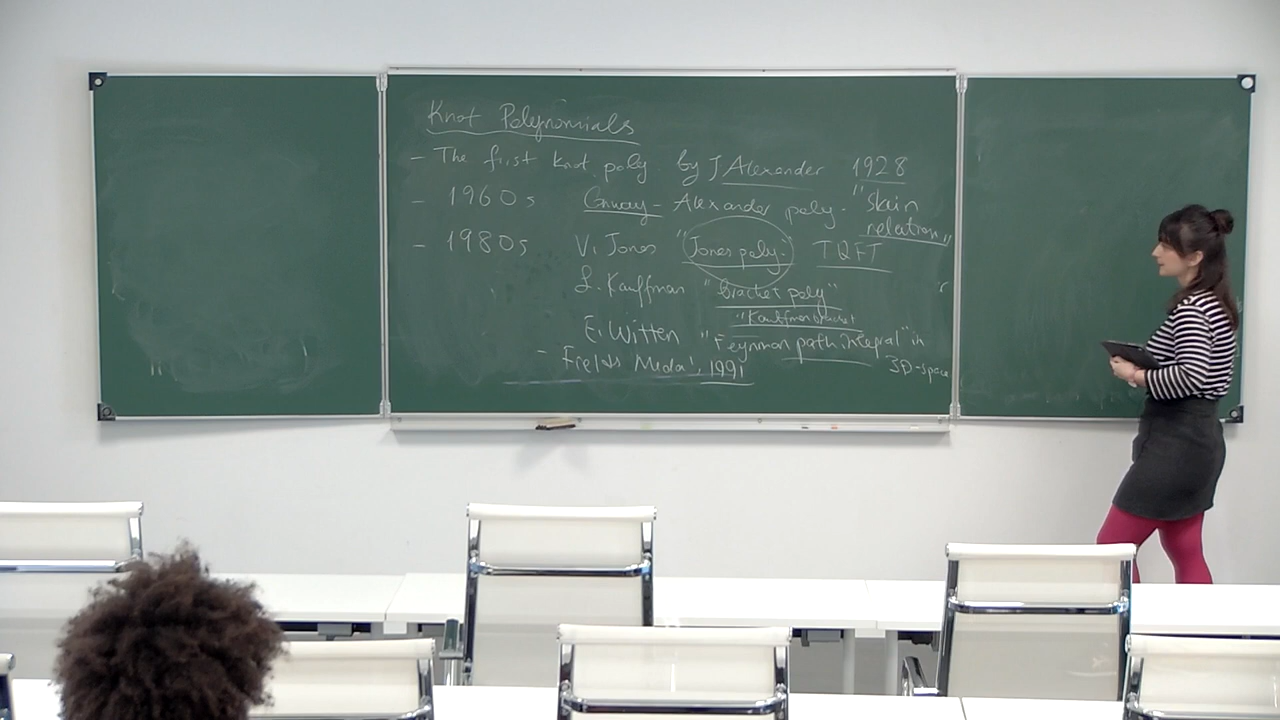 Knot Polynomials
- The first knot poly. by J Alexander 1928
- 1960s Conway - Alexander poly. "Skin relation"
- 1980s V. Jones "Jones poly." TQFT
L. Kauffman "bracket poly"
"Kauffman bracket
E. Witten "Feynman path integral" in 3D-space
- Fields Medal, 1991